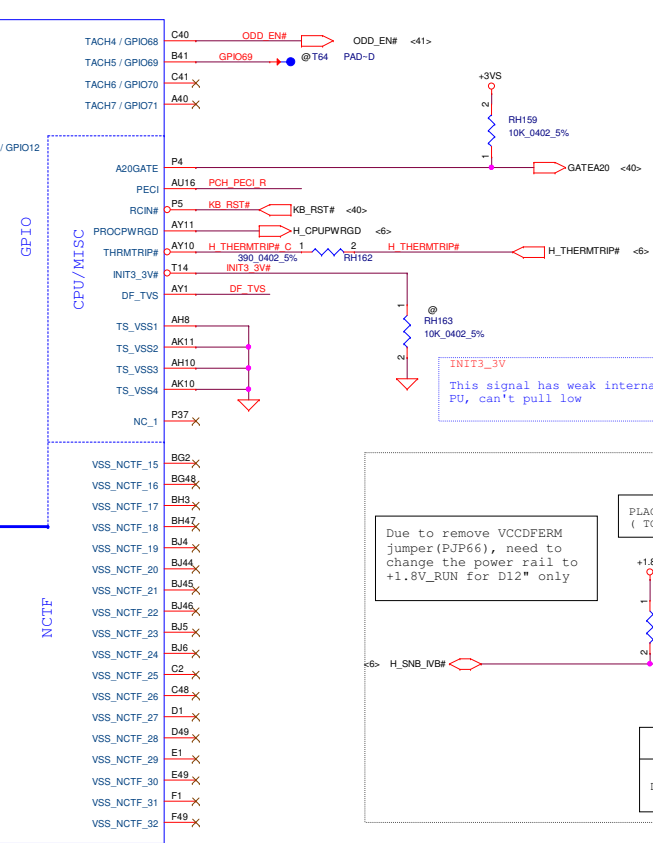 TACH4 / GPIO68 C40 ODD_EN# ODD_EN# <41>
TACH5 / GPIO69 B41 GPIO69 @ T64 PAD~D
TACH6 / GPIO70 C41
TACH7 / GPIO71 A40
+3VS
2
RH159
10K_0402_5%
1
/ GPIO12
A20GATE P4 GATEA20 <40>
PECI AU16 PCH_PECI_R
RCIN# P5 KB_RST# KB_RST# <40>
PROCPWRGD AY11 H_CPUPWRGD <6>
THRMTRIP# AY10 H_THERMTRIP#_C 1 2 H_THERMTRIP# H_THERMTRIP# <6>
390_0402_5% RH162
INIT3_3V# T14 INIT3_3V#
DF_TVS AY1 DF_TVS
GPIO
CPU/MISC
1
@
RH163
10K_0402_5%
2
TS_VSS1 AH8
TS_VSS2 AK11
TS_VSS3 AH10
TS_VSS4 AK10
INIT3_3V
This signal has weak interna
PU, can't pull low
NC_1 P37
VSS_NCTF_15 BG2
VSS_NCTF_16 BG48
VSS_NCTF_17 BH3
VSS_NCTF_18 BH47
VSS_NCTF_19 BJ4
VSS_NCTF_20 BJ44
VSS_NCTF_21 BJ45
VSS_NCTF_22 BJ46
VSS_NCTF_23 BJ5
VSS_NCTF_24 BJ6
VSS_NCTF_25 C2
VSS_NCTF_26 C48
VSS_NCTF_27 D1
VSS_NCTF_28 D49
VSS_NCTF_29 E1
VSS_NCTF_30 E49
VSS_NCTF_31 F1
VSS_NCTF_32 F49
NCTF
PLAC
( TO
Due to remove VCCDFERM
jumper(PJP66), need to
change the power rail to
+1.8V_RUN for D12" only
+1.8
1
2
<6> H_SNB_IVB#